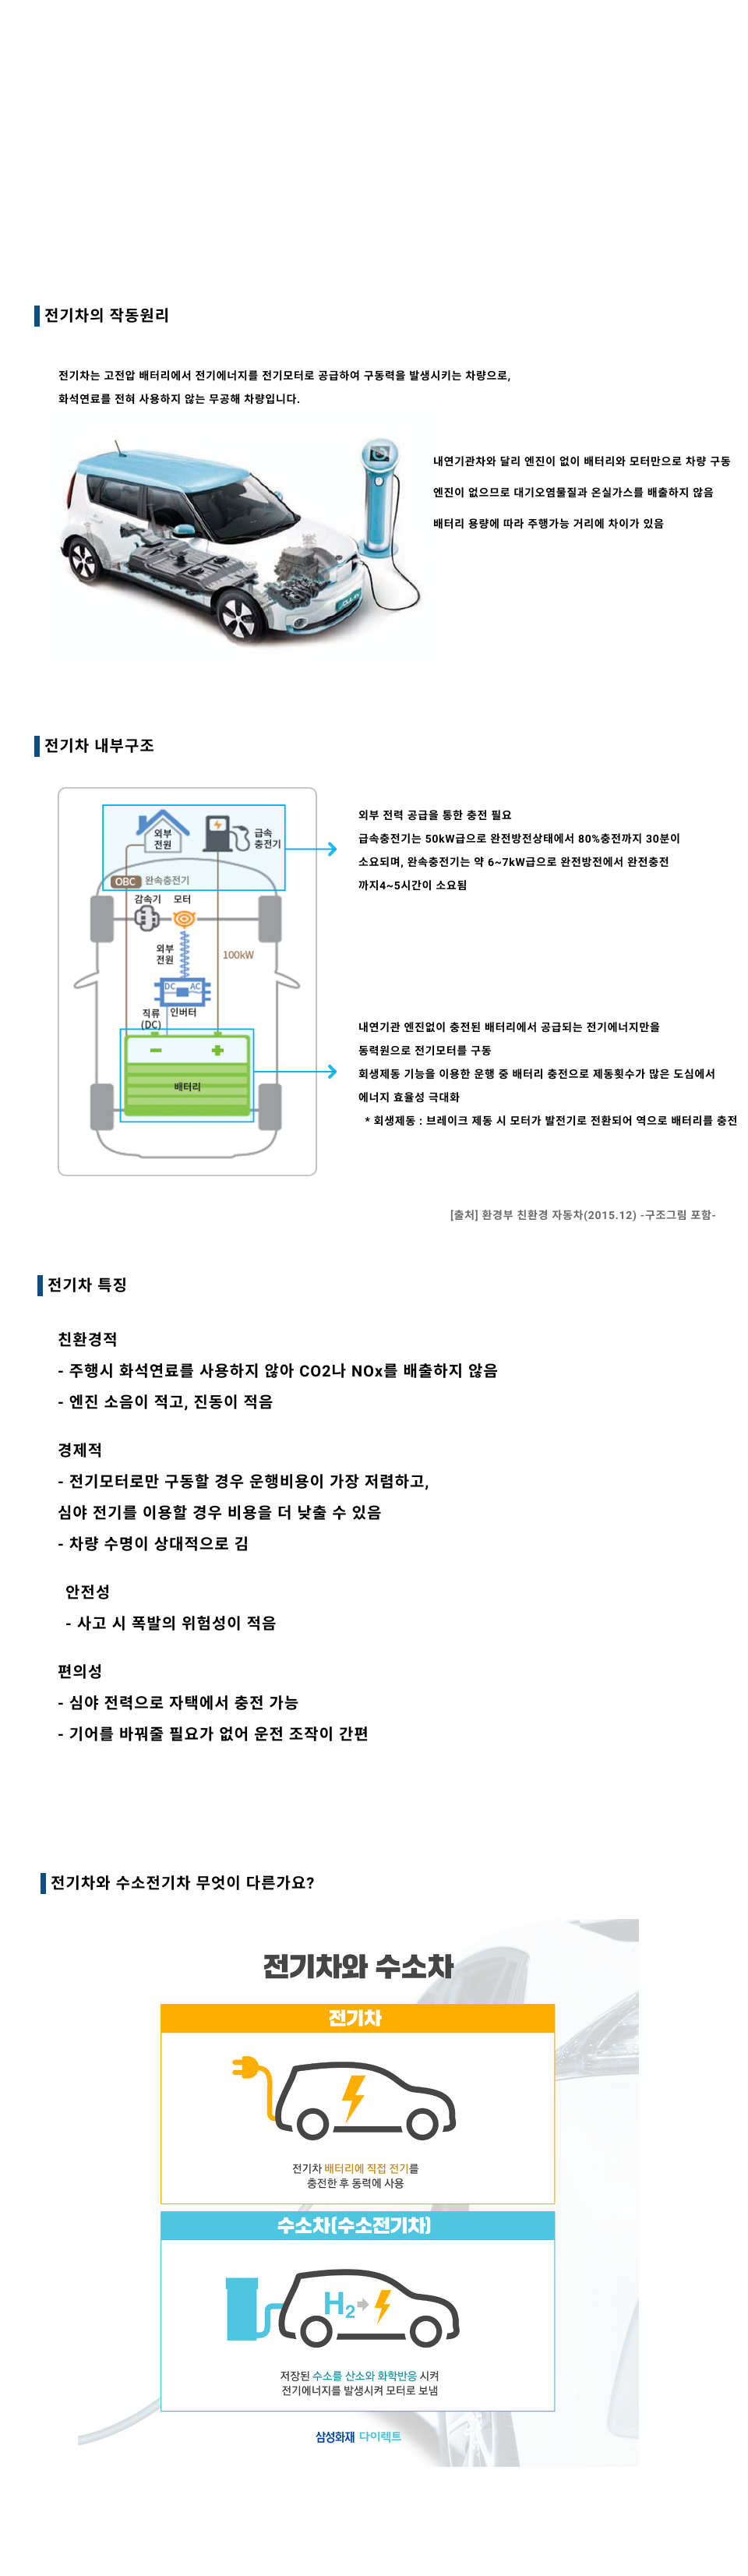 전기차의 작동원리
전기차는 고전압 배터리에서 전기에너지를 전기모터로 공급하여 구동력을 발생시키는 차량으로,
화석연료를 전혀 사용하지 않는 무공해 차량입니다.
내연기관차와 달리 엔진이 없이 배터리와 모터만으로 차량 구동
엔진이 없으므로 대기오염물질과 온실가스를 배출하지 않음
배터리 용량에 따라 주행가능 거리에 차이가 있음
전기차 내부구조
외부
전원
급속
충전기
OBC 완속충전기
감속기 모터
외부
전원
100kW
DC AC
직류
(DC)
인버터
배터리
외부 전력 공급을 통한 충전 필요
급속충전기는 50kW급으로 완전방전상태에서 80%충전까지 30분이
소요되며, 완속충전기는 약 6~7kW급으로 완전방전에서 완전충전
까지4~5시간이 소요됨
내연기관 엔진없이 충전된 배터리에서 공급되는 전기에너지만을
동력원으로 전기모터를 구동
회생제동 기능을 이용한 운행 중 배터리 충전으로 제동횟수가 많은 도심에서
에너지 효율성 극대화
* 회생제동 : 브레이크 제동 시 모터가 발전기로 전환되어 역으로 배터리를 충전
[출처] 환경부 친환경 자동차(2015.12) -구조그림 포함-
전기차 특징
친환경적
- 주행시 화석연료를 사용하지 않아 CO2나 NOx를 배출하지 않음
- 엔진 소음이 적고, 진동이 적음
경제적
- 전기모터로만 구동할 경우 운행비용이 가장 저렴하고,
심야 전기를 이용할 경우 비용을 더 낮출 수 있음
- 차량 수명이 상대적으로 김
안전성
- 사고 시 폭발의 위험성이 적음
편의성
- 심야 전력으로 자택에서 충전 가능
- 기어를 바꿔줄 필요가 없어 운전 조작이 간편
전기차와 수소전기차 무엇이 다른가요?
전기차와 수소차
전기차
전기차 배터리에 직접 전기를
충전한 후 동력에 사용
수소차(수소전기차)
H2
저장된 수소를 산소와 화학반응 시켜
전기에너지를 발생시켜 모터로 보냄
삼성화재 다이렉트